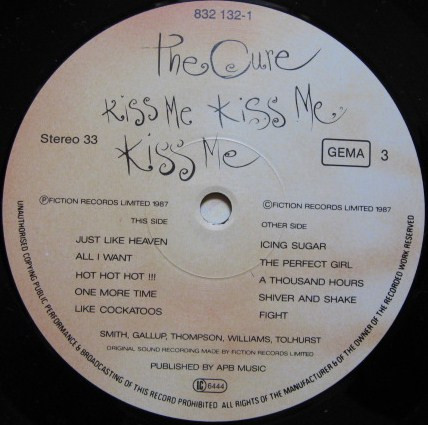 832 132-1
The Cure
Kiss Me Kiss Me
Kiss Me
Stereo 33
GEMA 3
Ⓟ FICTION RECORDS LIMITED 1987
THIS SIDE
JUST LIKE HEAVEN
ALL I WANT
HOT HOT HOT !!!
ONE MORE TIME
LIKE COCKATOOS
© FICTION RECORDS LIMITED 1987
OTHER SIDE
ICING SUGAR
THE PERFECT GIRL
A THOUSAND HOURS
SHIVER AND SHAKE
FIGHT
SMITH, GALLUP, THOMPSON, WILLIAMS, TOLHURST
ORIGINAL SOUND RECORDING MADE BY FICTION RECORDS LIMITED
PUBLISHED BY APB MUSIC
LC 6444
UNAUTHORISED COPYING PUBLIC PERFORMANCE & BROADCASTING OF THIS RECORD PROHIBITED ALL RIGHTS OF THE MANUFACTURER & OF THE OWNER OF THE RECORDED WORK RESERVED